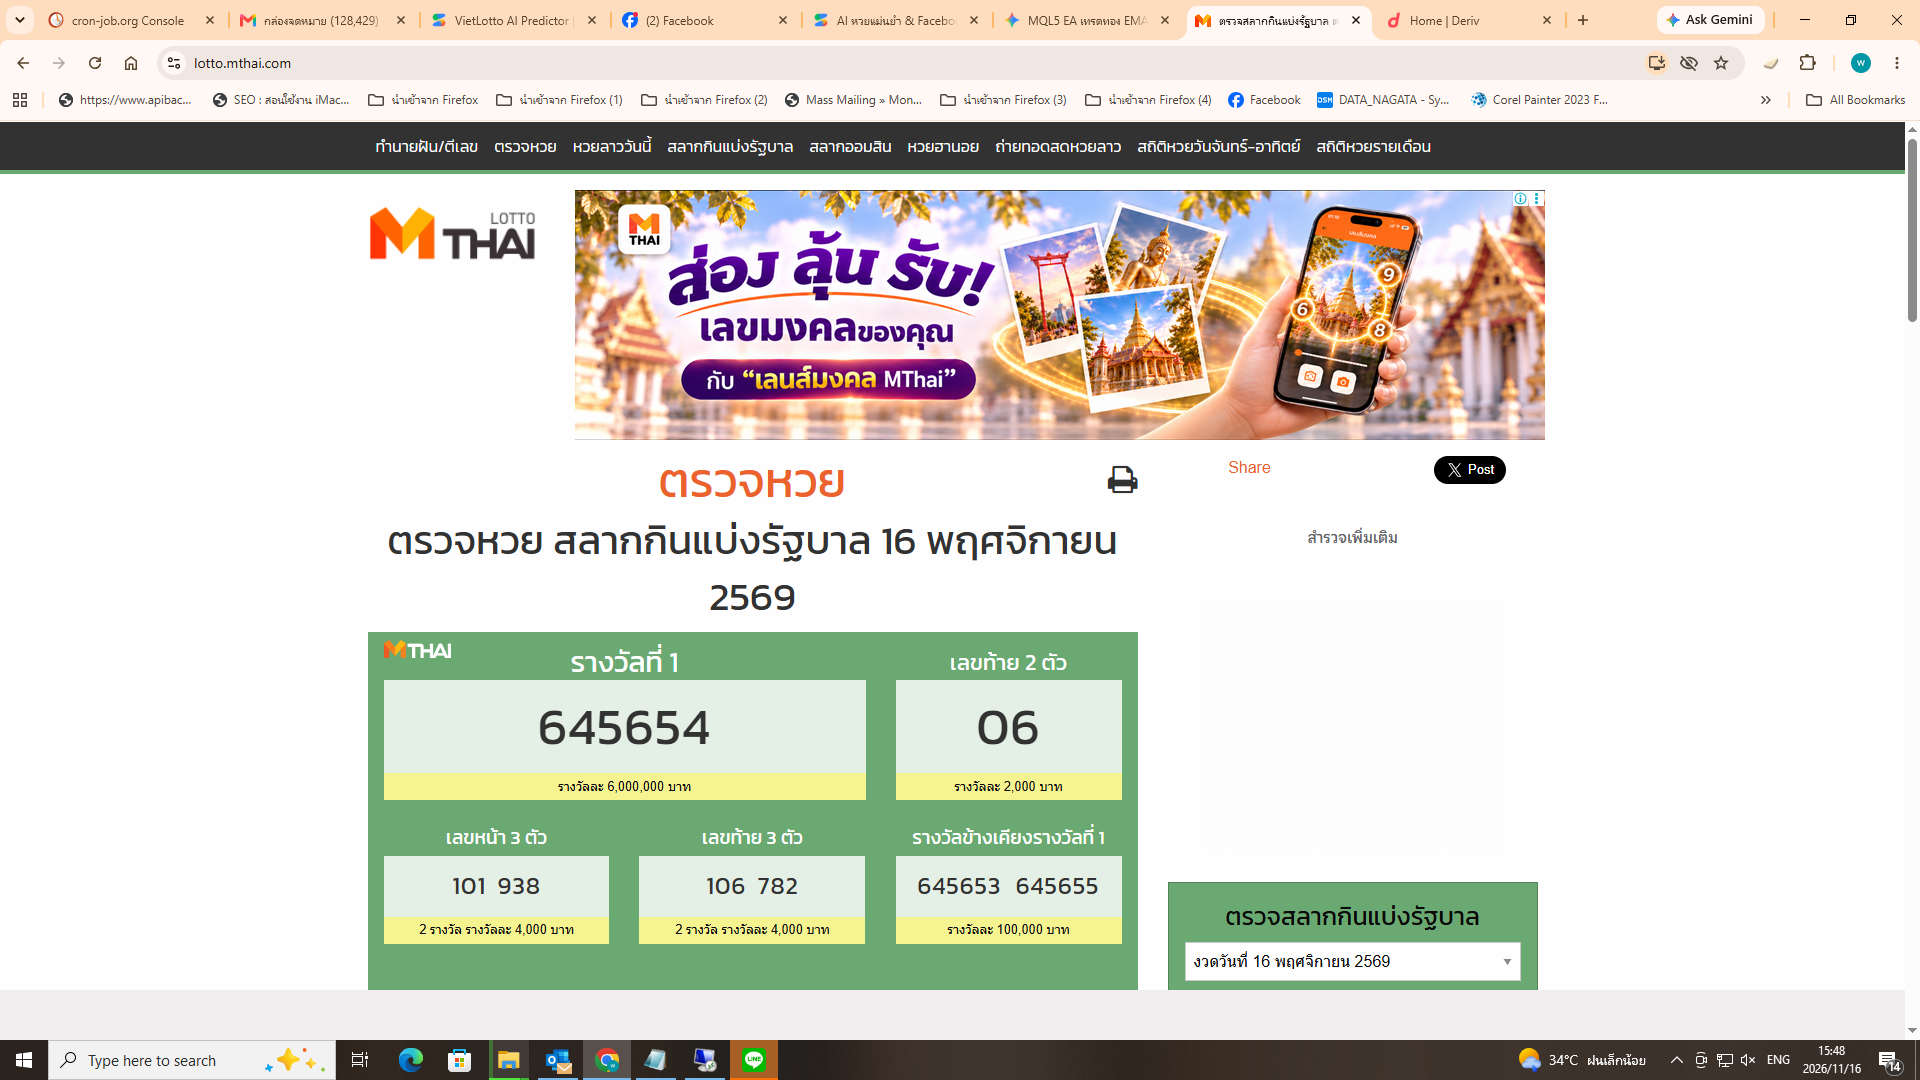 cron-job.org Console
กล่องจดหมาย (128,429)
VietLotto AI Predictor
(2) Facebook
AI หวยแม่นยำ & Facebo
MQL5 EA เทรดทอง EMA
ตรวจสลากกินแบ่งรัฐบาล ต
Home | Deriv
Ask Gemini
lotto.mthai.com
W
https://www.apibac...
SEO : สอนใช้งาน iMac...
นำเข้าจาก Firefox
นำเข้าจาก Firefox (1)
นำเข้าจาก Firefox (2)
Mass Mailing » Mon...
นำเข้าจาก Firefox (3)
นำเข้าจาก Firefox (4)
Facebook
DSM DATA_NAGATA - Sy...
Corel Painter 2023 F...
All Bookmarks
ทำนายฝัน/ตีเลข ตรวจหวย หวยลาววันนี้ สลากกินแบ่งรัฐบาล สลากออมสิน หวยฮานอย ถ่ายทอดสดหวยลาว สถิติหวยวันจันทร์-อาทิตย์ สถิติหวยรายเดือน
LOTTO
MTHAI
M
THAI
ส่อง ลุ้น รับ!
เลขมงคลของคุณ
กับ “เลนส์มงคล MThai”
เลนส์มงคล
9
6
8
ตรวจหวย
Share
Post
ตรวจหวย สลากกินแบ่งรัฐบาล 16 พฤศจิกายน
2569
สำรวจเพิ่มเติม
MTHAI
รางวัลที่ 1
เลขท้าย 2 ตัว
645654
06
รางวัลละ 6,000,000 บาท
รางวัลละ 2,000 บาท
เลขหน้า 3 ตัว
เลขท้าย 3 ตัว
รางวัลข้างเคียงรางวัลที่ 1
101 938
106 782
645653 645655
2 รางวัล รางวัลละ 4,000 บาท
2 รางวัล รางวัลละ 4,000 บาท
รางวัลละ 100,000 บาท
ตรวจสลากกินแบ่งรัฐบาล
งวดวันที่ 16 พฤศจิกายน 2569
Type here to search
LINE
34°C ฝนเล็กน้อย
ENG
15:48
2026/11/16
14